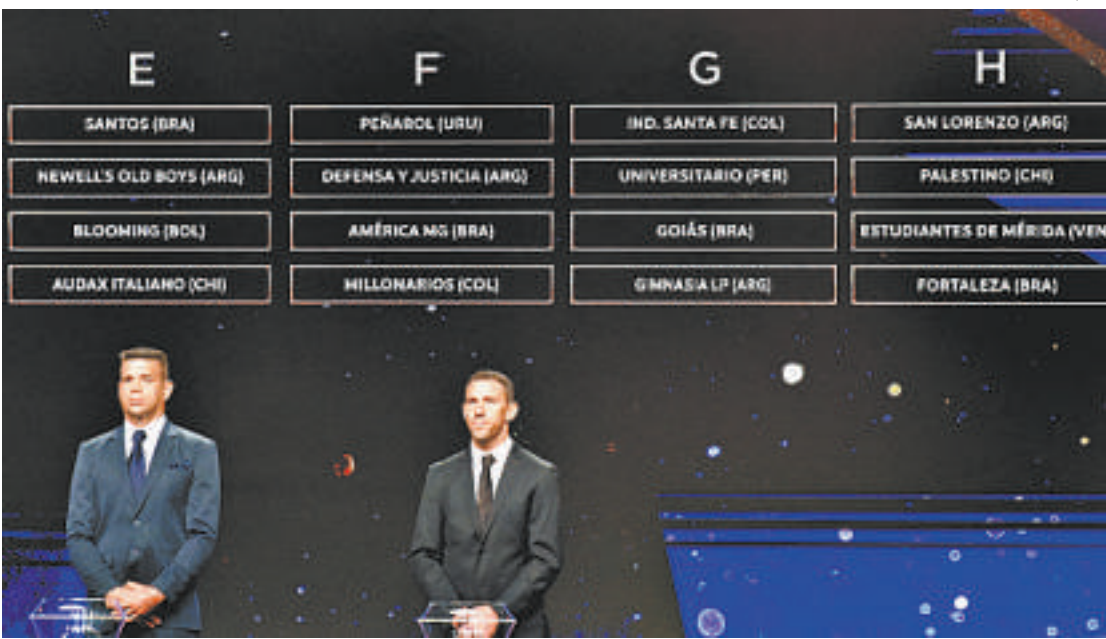 E F G H
SANTOS (BRA) PEÑAROL (URU) IND. SANTA FE (COL) SAN LORENZO (ARG)
NEWELL'S OLD BOYS (ARG) DEFENSA Y JUSTICIA (ARG) UNIVERSITARIO (PER) PALESTINO (CHI)
BLOOMING (BOL) AMÉRICA MG (BRA) GOIÁS (BRA) ESTUDIANTES DE MÉRIDA (VEN
AUDAX ITALIANO (CHI) MILLONARIOS (COL) GIMNASIA LP (ARG) FORTALEZA (BRA)